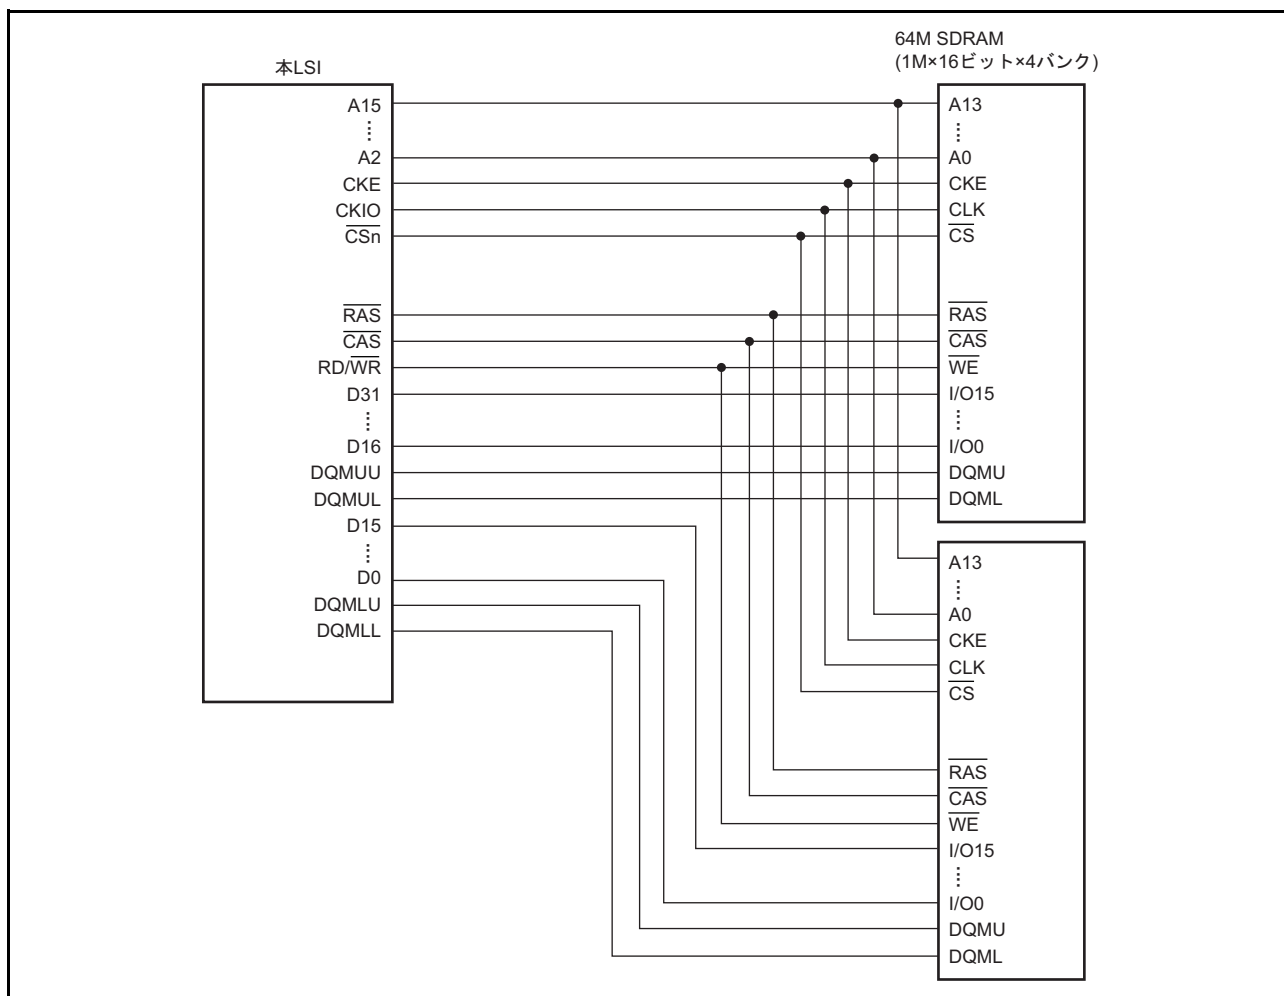 本LSI
A15
A2
CKE
CKIO
CSn
RAS
CAS
RD/WR
D31
D16
DQMUU
DQMUL
D15
D0
DQMLU
DQMLL
64M SDRAM
(1M×16ビット×4バンク)
A13
A0
CKE
CLK
CS
RAS
CAS
WE
I/O15
I/O0
DQMU
DQML
A13
A0
CKE
CLK
CS
RAS
CAS
WE
I/O15
I/O0
DQMU
DQML